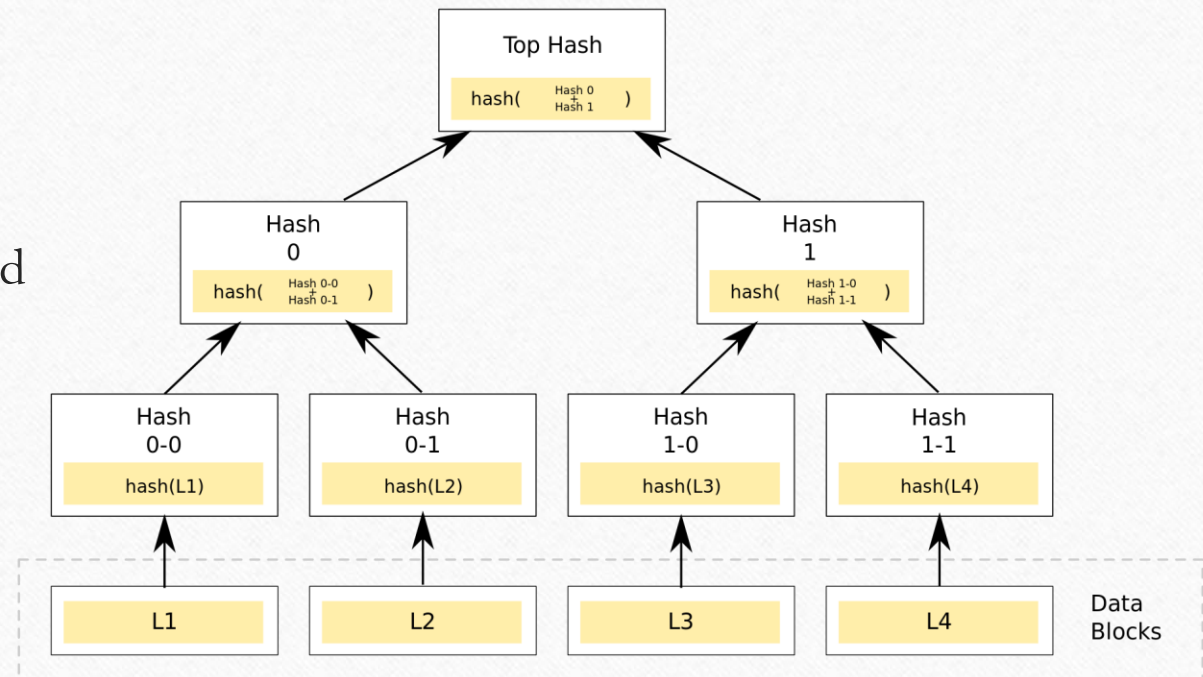 Top Hash
hash( Hash 0 + Hash 1 )
d
Hash
0
hash( Hash 0-0 + Hash 0-1 )
Hash
1
hash( Hash 1-0 + Hash 1-1 )
Hash
0-0
hash(L1)
Hash
0-1
hash(L2)
Hash
1-0
hash(L3)
Hash
1-1
hash(L4)
L1
L2
L3
L4
Data
Blocks